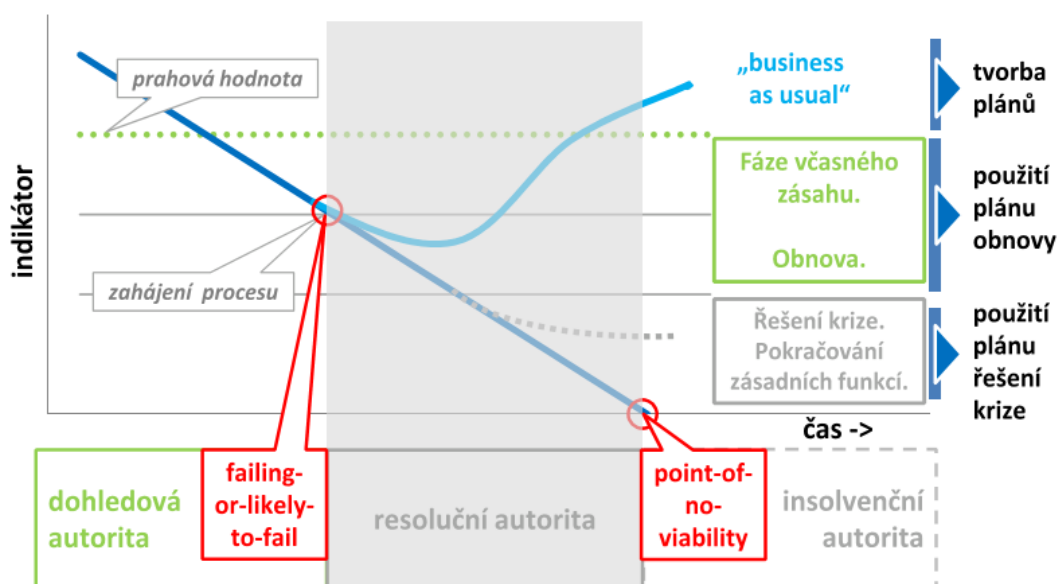 prahová hodnota
„business
as usual“
tvorba
plánů
indikátor
Fáze včasného
zásahu.
Obnova.
použití
plánu
obnovy
zahájení procesu
Řešení krize.
Pokračování
zásadních funkcí.
použití
plánu
řešení
krize
čas ->
dohledová
autorita
failing-
or-likely-
to-fail
resoluční autorita
point-of-
no-
viability
insolvenční
autorita